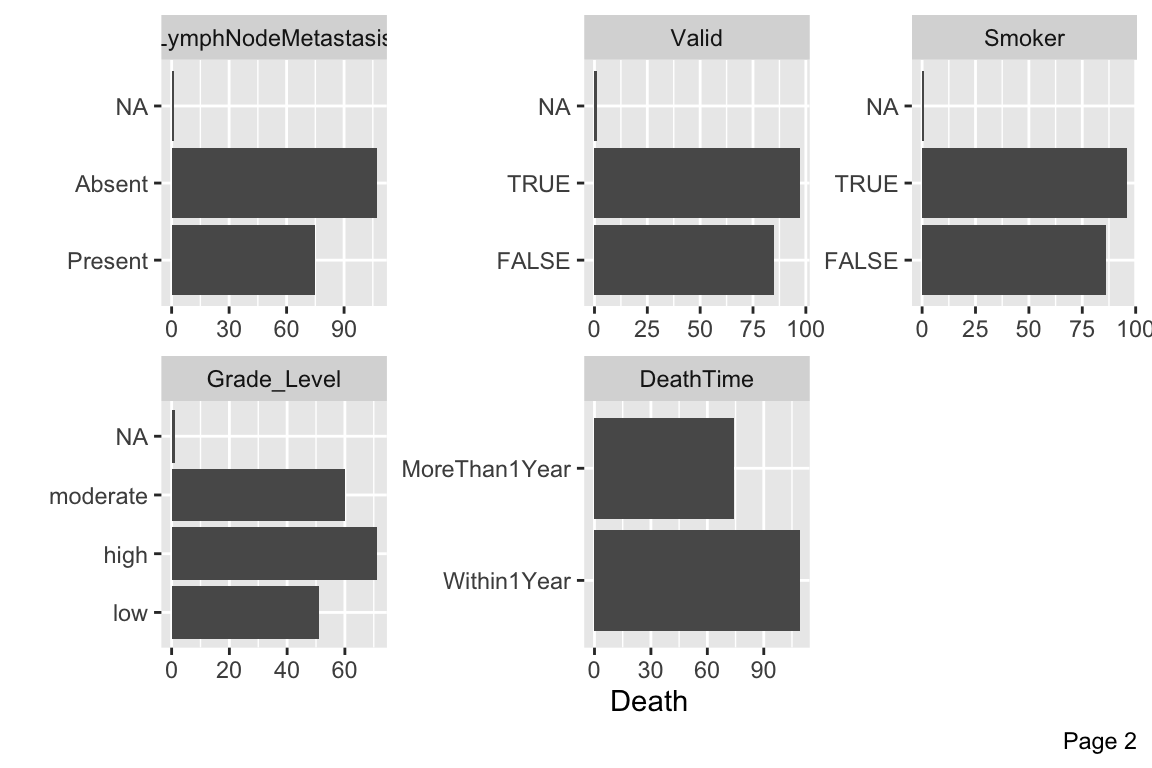 LymphNodeMetastasis
NA
Absent
Present
0 30 60 90
Valid
NA
TRUE
FALSE
0 25 50 75 100
Smoker
NA
TRUE
FALSE
0 25 50 75 100
Grade_Level
NA
moderate
high
low
0 20 40 60
DeathTime
MoreThan1Year
Within1Year
0 30 60 90
Death
Page 2